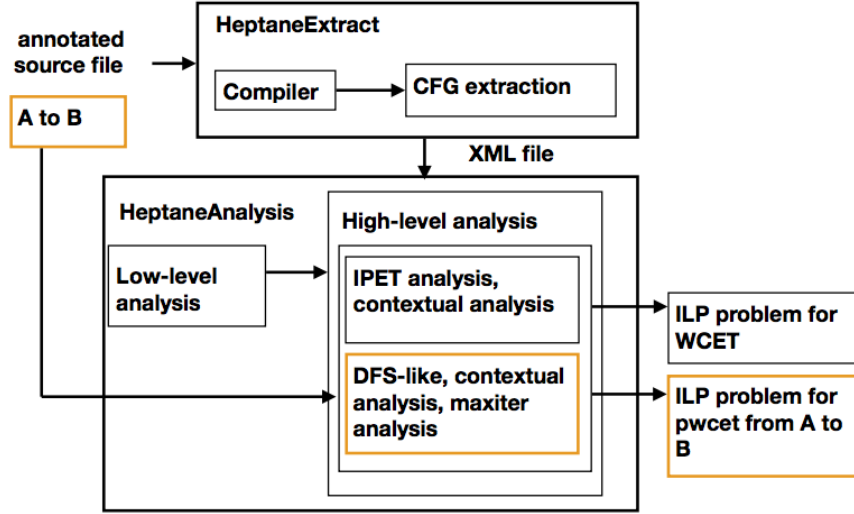 HeptaneExtract
annotated
source file
Compiler
CFG extraction
A to B
XML file
HeptaneAnalysis
High-level analysis
Low-level
analysis
IPET analysis,
contextual analysis
ILP problem for
WCET
DFS-like, contextual
analysis, maxiter
analysis
ILP problem for
pwcet from A to
B